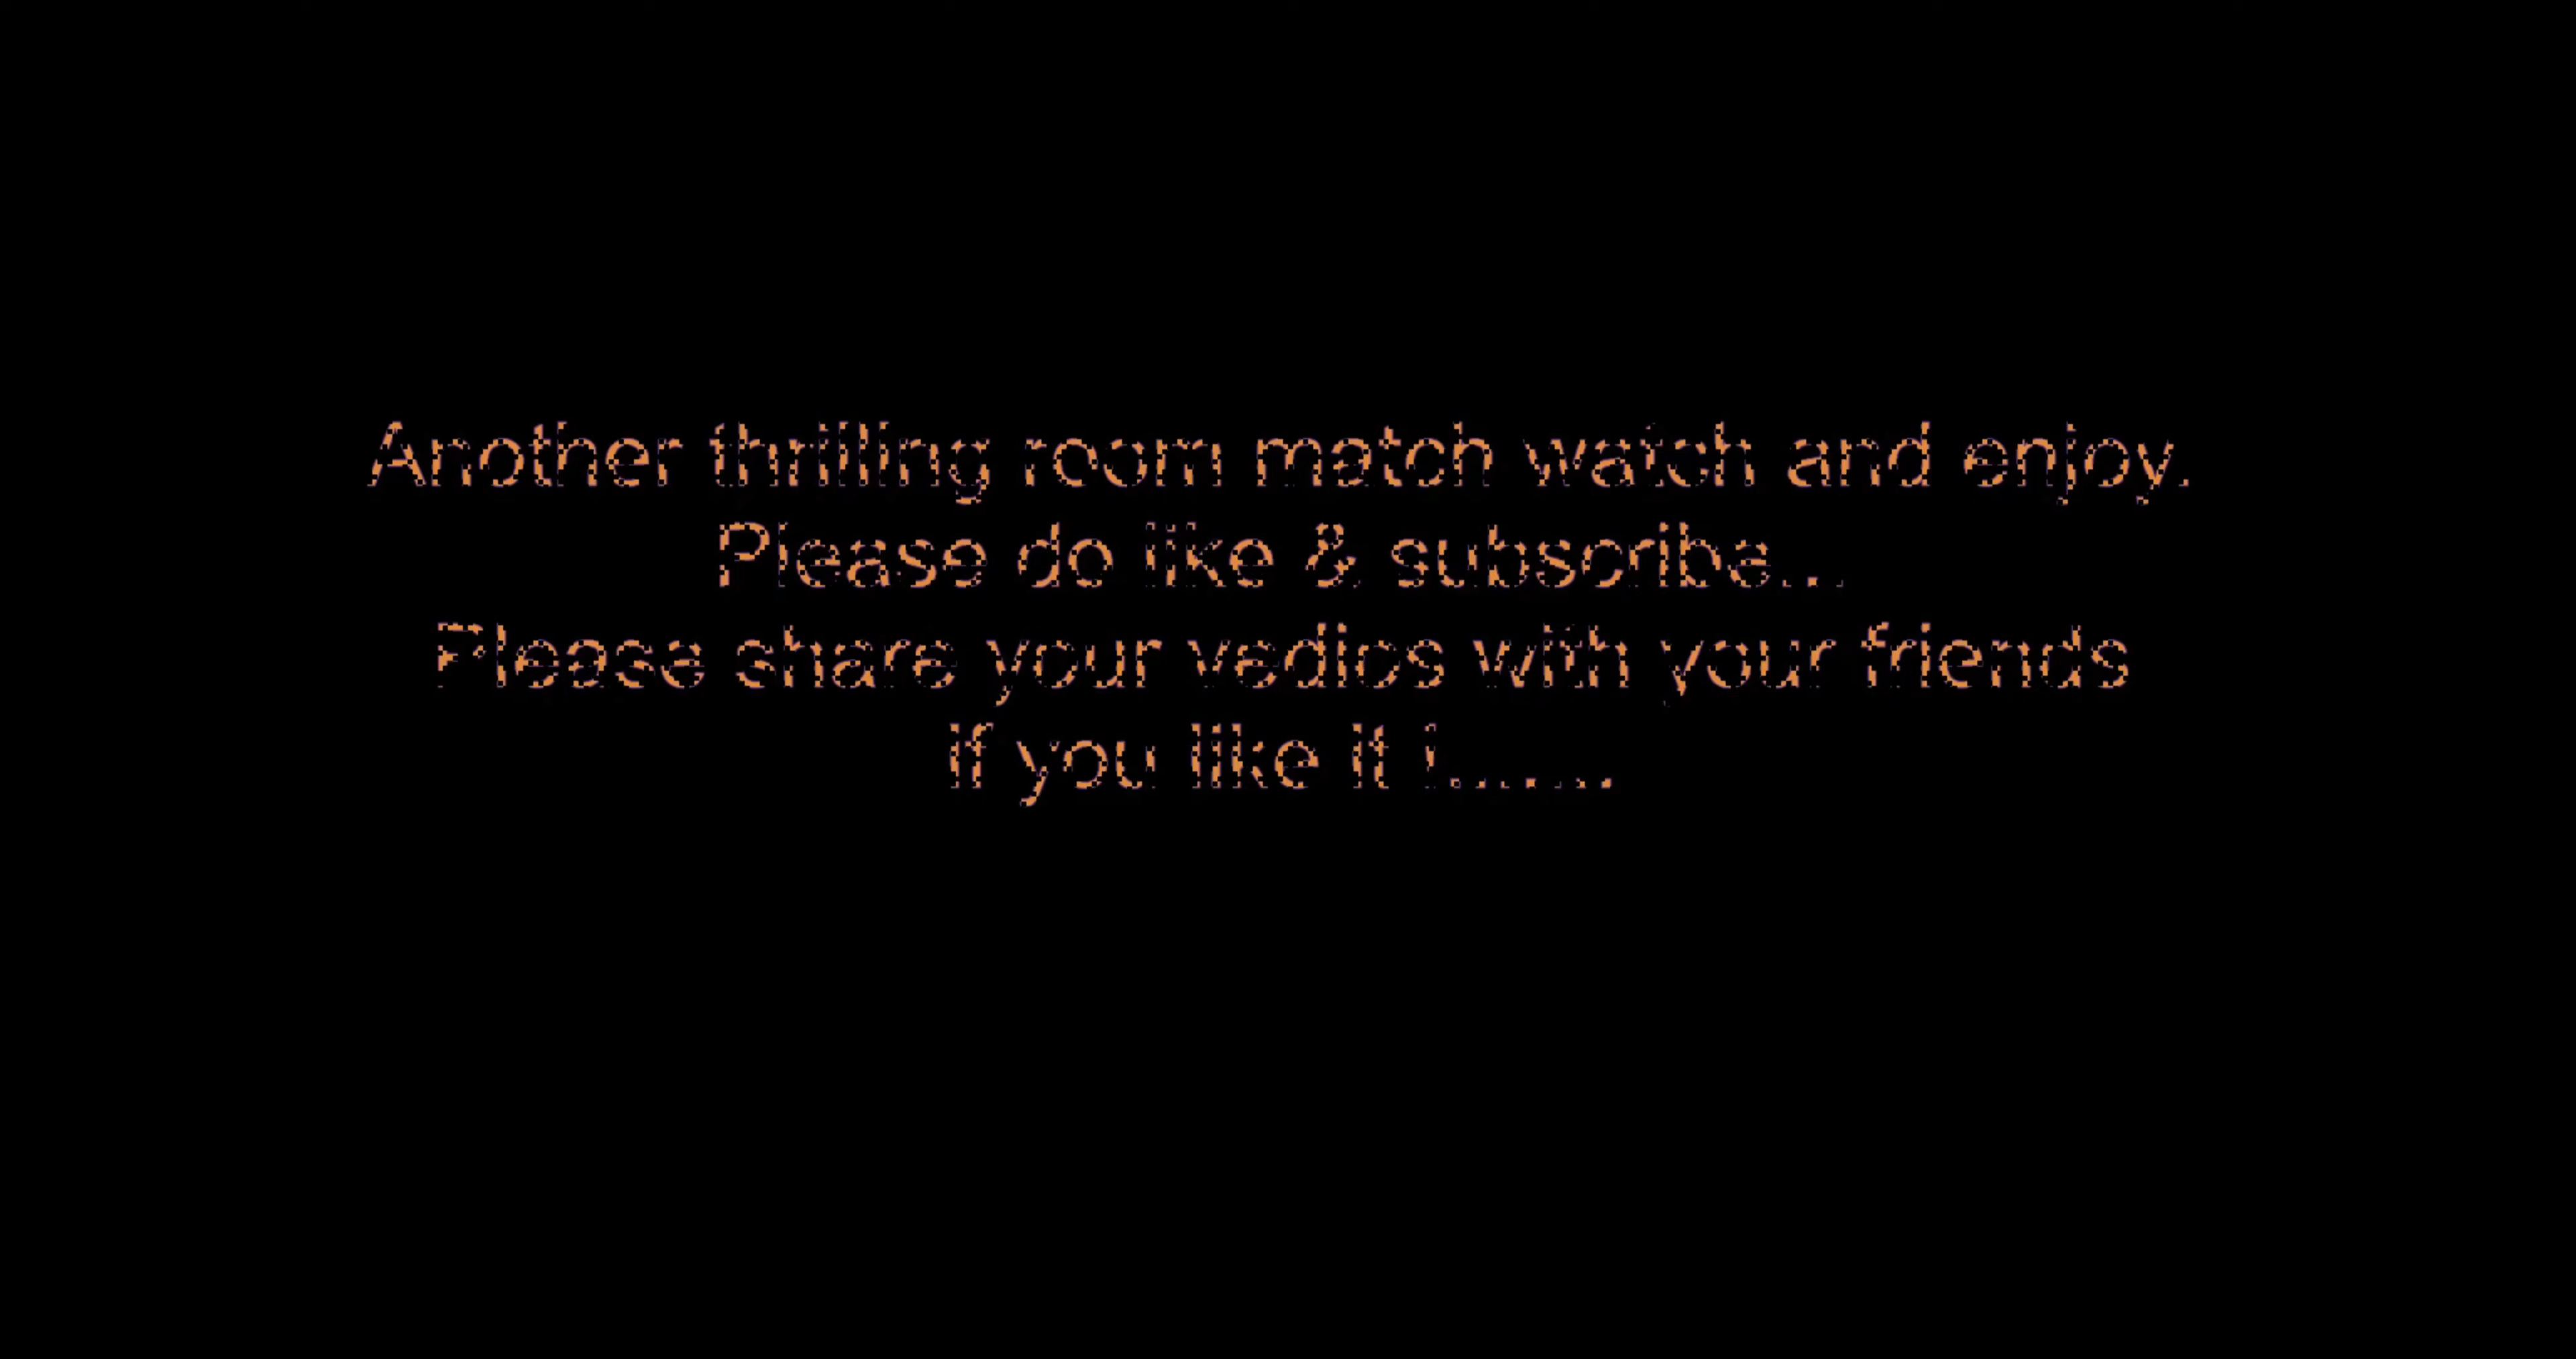 Another thrilling room match watch and enjoy.
Please do like & subscribe...
Please share your vedios with your friends
if you like it i.......